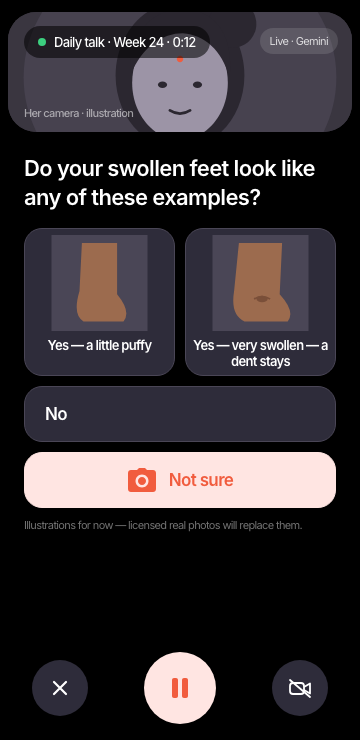 Daily talk · Week 24 · 0:12
Live · Gemini
Her camera · illustration
Do your swollen feet look like
any of these examples?
Yes — a little puffy
Yes — very swollen — a
dent stays
No
Not sure
Illustrations for now — licensed real photos will replace them.